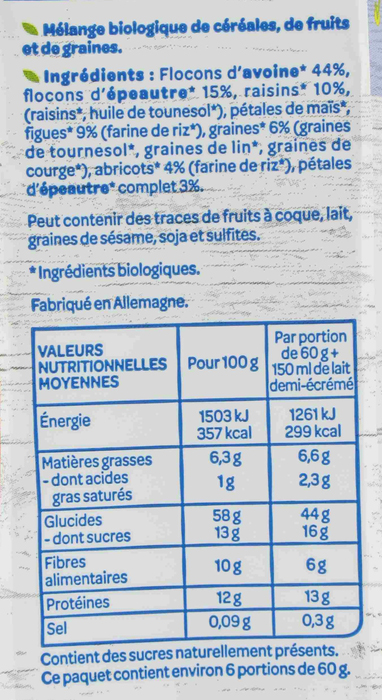 Mélange biologique de céréales, de fruits
et de graines.
Ingrédients : Flocons d'avoine* 44%,
flocons d'épeautre* 15%, raisins* 10%,
(raisins*, huile de tounesol*), pétales de maïs*,
figues* 9% (farine de riz*), graines* 6% (graines
de tournesol*, graines de lin*, graines de
courge*), abricots* 4% (farine de riz*), pétales
d'épeautre* complet 3%.
Peut contenir des traces de fruits à coque, lait,
graines de sésame, soja et sulfites.
* Ingrédients biologiques.
Fabriqué en Allemagne.
VALEURS
NUTRITIONNELLES
MOYENNES
Pour 100 g
Par portion
de 60 g +
150 ml de lait
demi-écrémé
Énergie
1503 kJ
357 kcal
1261 kJ
299 kcal
Matières grasses
6,3 g
6,6 g
- dont acides
gras saturés
1 g
2,3 g
Glucides
58 g
44 g
- dont sucres
13 g
16 g
Fibres
alimentaires
10 g
6 g
Protéines
12 g
13 g
Sel
0,09 g
0,3 g
Contient des sucres naturellement présents.
Ce paquet contient environ 6 portions de 60 g.